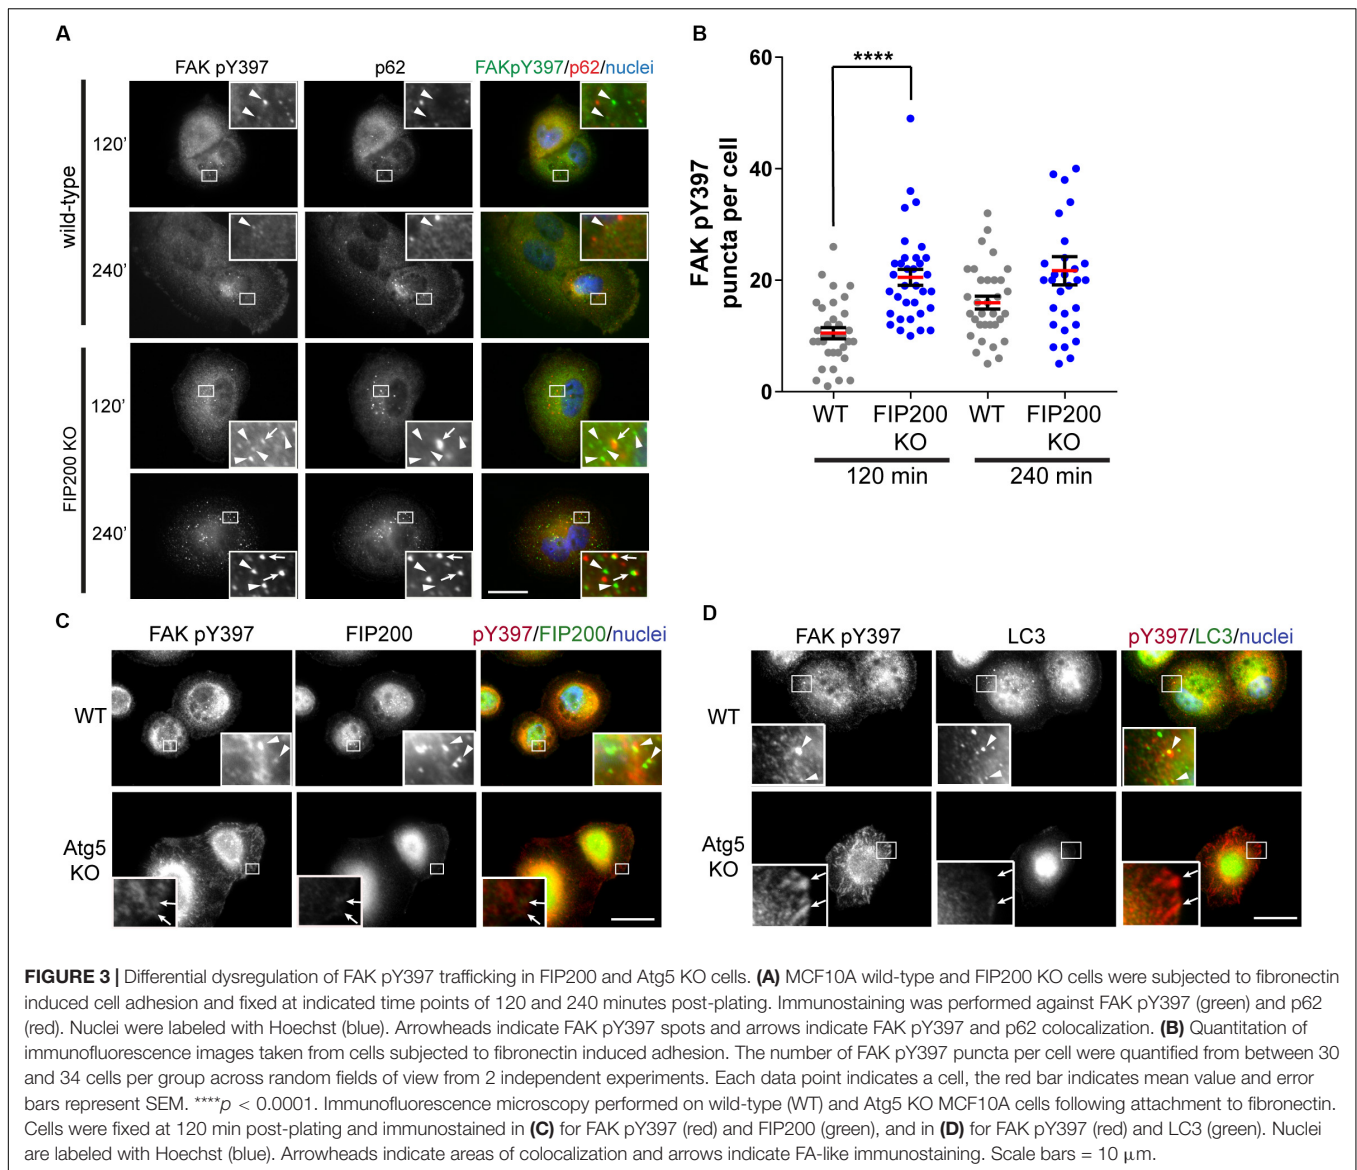 A
FAK pY397
p62
FAKpY397/p62/nuclei
wild-type
120'
240'
FIP200 KO
120'
240'
B
FAK pY397
puncta per cell
60
40
20
0
****
WT
FIP200
KO
WT
FIP200
KO
120 min
240 min
C
FAK pY397
FIP200
pY397/FIP200/nuclei
WT
Atg5
KO
D
FAK pY397
LC3
pY397/LC3/nuclei
WT
Atg5
KO
FIGURE 3 | Differential dysregulation of FAK pY397 trafficking in FIP200 and Atg5 KO cells. (A) MCF10A wild-type and FIP200 KO cells were subjected to fibronectin
induced cell adhesion and fixed at indicated time points of 120 and 240 minutes post-plating. Immunostaining was performed against FAK pY397 (green) and p62
(red). Nuclei were labeled with Hoechst (blue). Arrowheads indicate FAK pY397 spots and arrows indicate FAK pY397 and p62 colocalization. (B) Quantitation of
immunofluorescence images taken from cells subjected to fibronectin induced adhesion. The number of FAK pY397 puncta per cell were quantified from between 30
and 34 cells per group across random fields of view from 2 independent experiments. Each data point indicates a cell, the red bar indicates mean value and error
bars represent SEM. ****p < 0.0001. Immunofluorescence microscopy performed on wild-type (WT) and Atg5 KO MCF10A cells following attachment to fibronectin.
Cells were fixed at 120 min post-plating and immunostained in (C) for FAK pY397 (red) and FIP200 (green), and in (D) for FAK pY397 (red) and LC3 (green). Nuclei
are labeled with Hoechst (blue). Arrowheads indicate areas of colocalization and arrows indicate FA-like immunostaining. Scale bars = 10 μm.